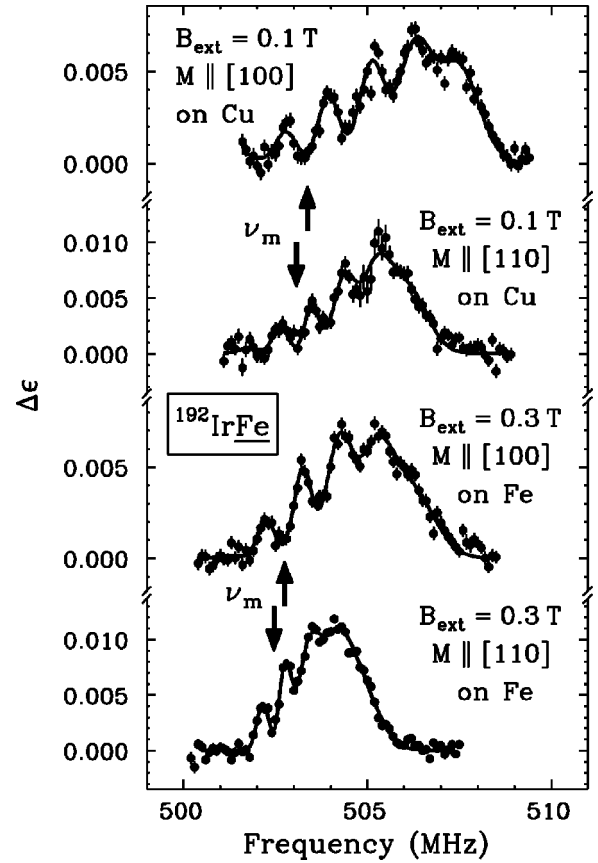 B_ext = 0.1 T
M ∥ [100]
on Cu
0.005
0.000
ν_m
B_ext = 0.1 T
M ∥ [110]
on Cu
0.010
0.005
0.000
Δϵ
¹⁹²IrFe
B_ext = 0.3 T
M ∥ [100]
on Fe
0.005
0.000
ν_m
B_ext = 0.3 T
M ∥ [110]
on Fe
0.010
0.005
0.000
500 505 510
Frequency (MHz)